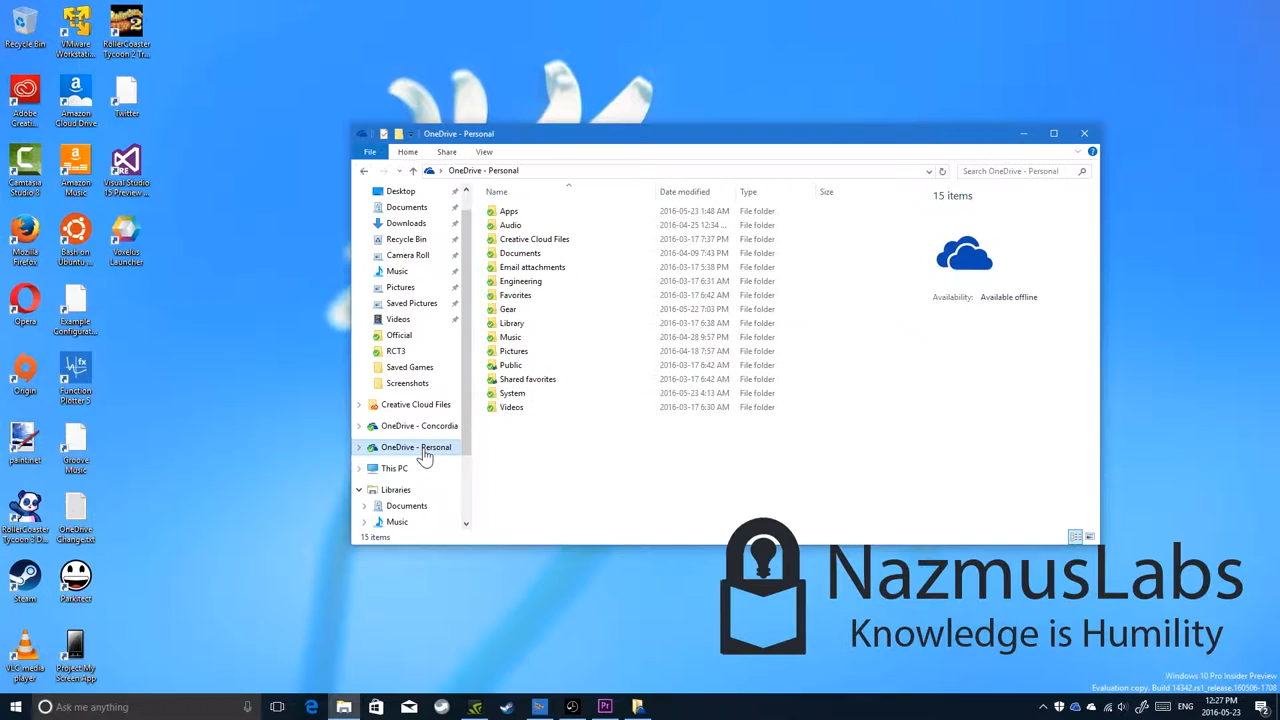 Recycle Bin
VMware Workstati...
RollerCoaster Tycoon 2 Tr...
Adobe Creati...
Amazon Cloud Drive
Twitter
Camtasia Studio 8
Amazon Music
Visual Studio 15 Preview ...
Mozilla Firefox
Bash on Ubuntu ...
Voxelus Launcher
Opera
Example Configurat...
Origin
Function Plotter 5
paint.net
Groove Music
RollerCoaster Tycoon 3 D...
OneDrive Change.txt
Steam
Parkitect
VLC media player
Project My Screen App
OneDrive - Personal
File Home Share View
OneDrive - Personal
Search OneDrive - Personal
Desktop
Documents
Downloads
Recycle Bin
Camera Roll
Music
Pictures
Saved Pictures
Videos
Official
RCT3
Saved Games
Screenshots
Creative Cloud Files
OneDrive - Concordia
OneDrive - Personal
This PC
Libraries
Documents
Music
Name Date modified Type Size
Apps 2016-05-23 1:48 AM File folder
Audio 2016-04-25 12:34 ... File folder
Creative Cloud Files 2016-03-17 7:37 PM File folder
Documents 2016-04-09 7:43 PM File folder
Email attachments 2016-03-17 5:38 PM File folder
Engineering 2016-03-17 6:31 AM File folder
Favorites 2016-03-17 6:42 AM File folder
Gear 2016-05-22 7:03 PM File folder
Library 2016-03-17 6:38 AM File folder
Music 2016-04-28 9:57 PM File folder
Pictures 2016-04-18 7:57 AM File folder
Public 2016-03-17 6:42 AM File folder
Shared favorites 2016-03-17 6:42 AM File folder
System 2016-05-23 4:13 AM File folder
Videos 2016-03-17 6:30 AM File folder
15 items
Availability: Available offline
15 items
NazmusLabs
Knowledge is Humility
Windows 10 Pro Insider Preview
Evaluation copy. Build 14342.rs1_release.160506-1708
Ask me anything
ENG
12:27 PM
2016-05-23
2